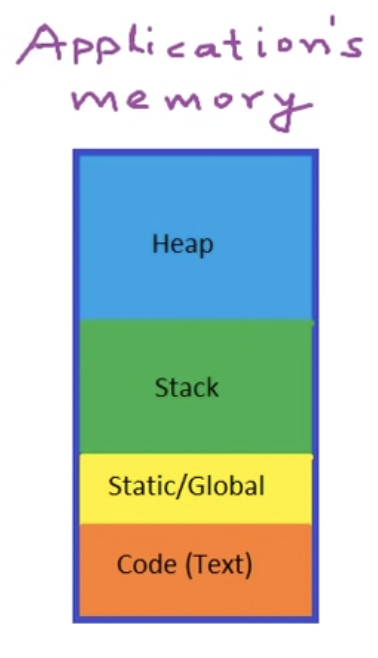 Application's
memory
Heap
Stack
Static/Global
Code (Text)